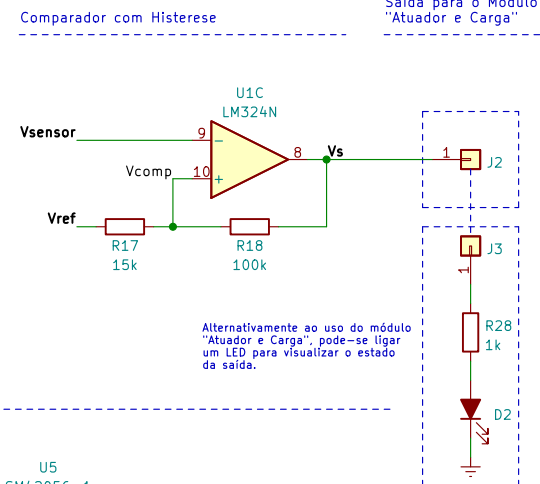 Comparador com Histerese
Saída para o Módulo
"Atuador e Carga"
U1C
LM324N
Vsensor
9
8
Vs
1
J2
Vcomp
10
Vref
R17
15k
R18
100k
J3
1
Alternativamente ao uso do módulo
"Atuador e Carga", pode-se ligar
um LED para visualizar o estado
da saída.
R28
1k
D2
U5